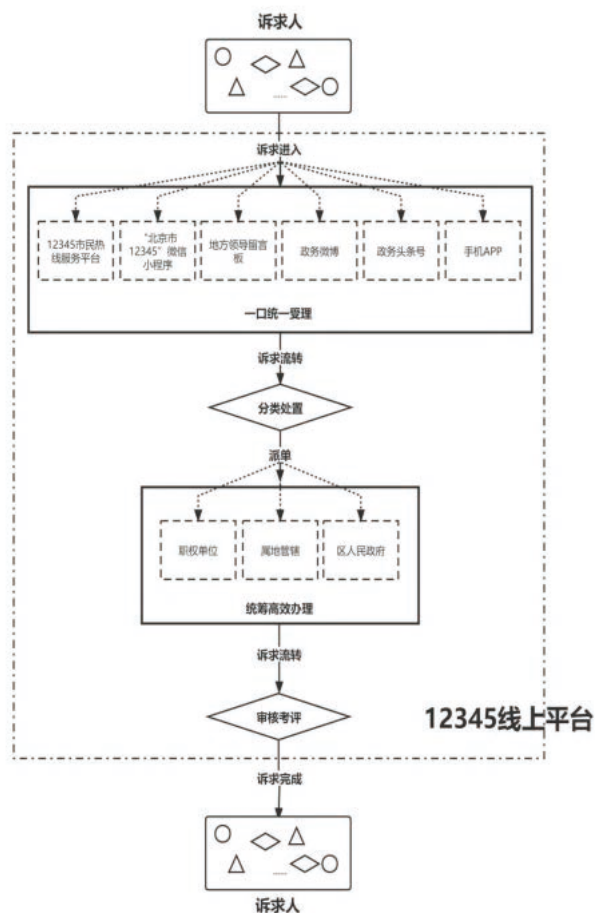 诉求人
......
诉求进入
12345市民热
线服务平台
“北京市
12345”微信
小程序
地方领导留言
板
政务微博
政务头条号
手机APP
一口统一受理
诉求流转
分类处置
派单
职权单位
属地管辖
区人民政府
统筹高效办理
诉求流转
审核考评
12345线上平台
诉求完成
......
诉求人